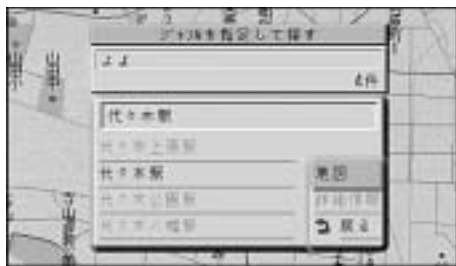 ジャンルを指定して探す
よよ
4件
代々木駅
代々木上原駅
代々木駅
代々木公園駅
代々木八幡駅
地図
詳細情報
戻る